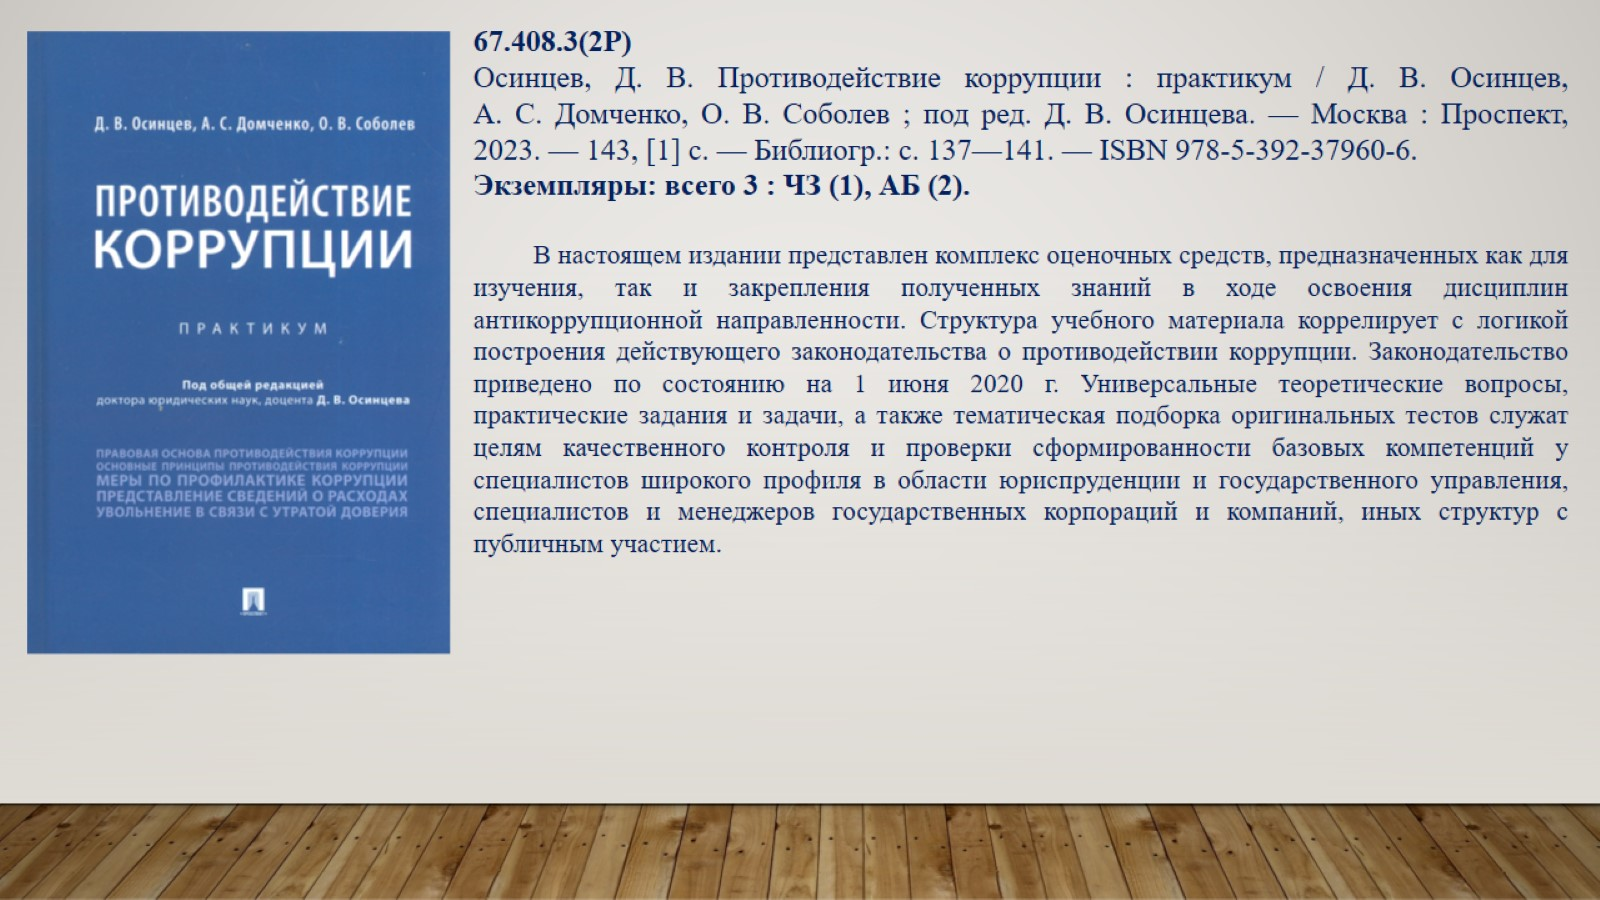 Д. В. Осинцев, А. С. Домченко, О. В. Соболев
ПРОТИВОДЕЙСТВИЕ
КОРРУПЦИИ
ПРАКТИКУМ
Под общей редакцией
доктора юридических наук, доцента Д. В. Осинцева
ПРАВОВАЯ ОСНОВА ПРОТИВОДЕЙСТВИЯ КОРРУПЦИИ
ОСНОВНЫЕ ПРИНЦИПЫ ПРОТИВОДЕЙСТВИЯ КОРРУПЦИИ
МЕРЫ ПО ПРОФИЛАКТИКЕ КОРРУПЦИИ
ПРЕДСТАВЛЕНИЕ СВЕДЕНИЙ О РАСХОДАХ
УВОЛЬНЕНИЕ В СВЯЗИ С УТРАТОЙ ДОВЕРИЯ
67.408.3(2Р)
Осинцев, Д. В. Противодействие коррупции : практикум / Д. В. Осинцев,
А. С. Домченко, О. В. Соболев ; под ред. Д. В. Осинцева. — Москва : Проспект,
2023. — 143, [1] с. — Библиогр.: с. 137—141. — ISBN 978-5-392-37960-6.
Экземпляры: всего 3 : ЧЗ (1), АБ (2).
В настоящем издании представлен комплекс оценочных средств, предназначенных как для
изучения, так и закрепления полученных знаний в ходе освоения дисциплин
антикоррупционной направленности. Структура учебного материала коррелирует с логикой
построения действующего законодательства о противодействии коррупции. Законодательство
приведено по состоянию на 1 июня 2020 г. Универсальные теоретические вопросы,
практические задания и задачи, а также тематическая подборка оригинальных тестов служат
целям качественного контроля и проверки сформированности базовых компетенций у
специалистов широкого профиля в области юриспруденции и государственного управления,
специалистов и менеджеров государственных корпораций и компаний, иных структур с
публичным участием.